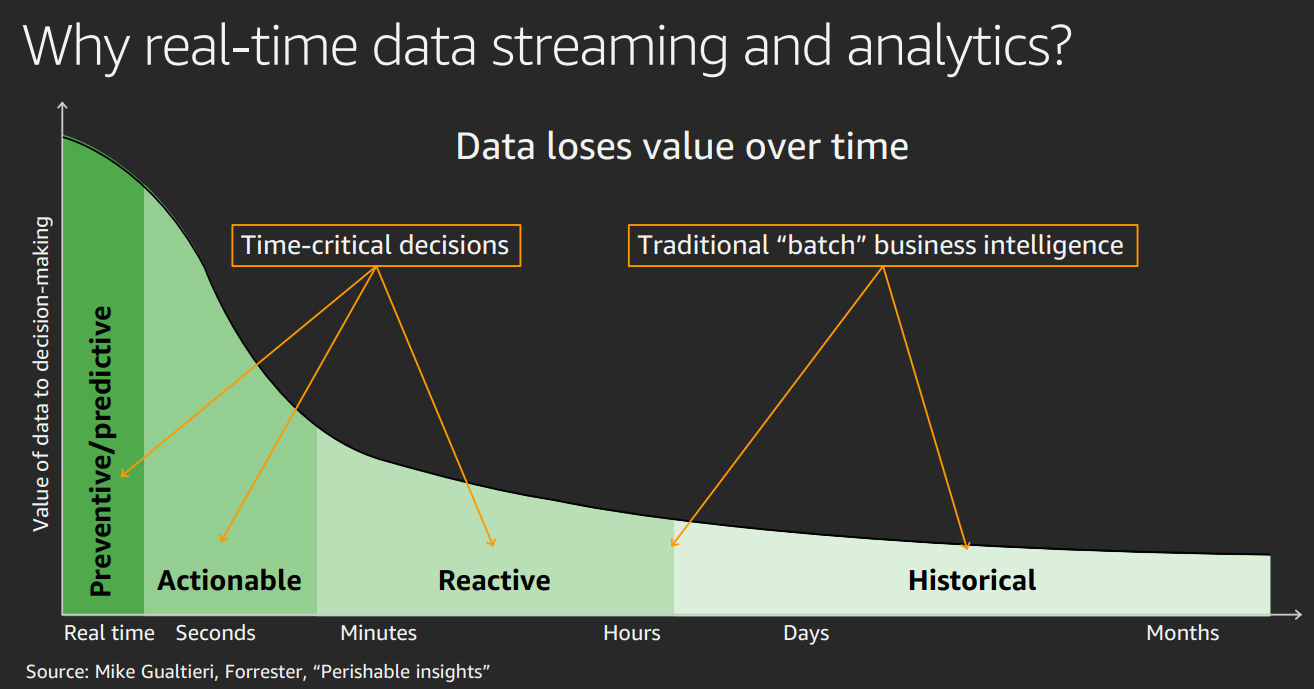 Why real-time data streaming and analytics?
Data loses value over time
Time-critical decisions
Traditional “batch” business intelligence
Value of data to decision-making
Preventive/predictive
Actionable
Reactive
Historical
Real time
Seconds
Minutes
Hours
Days
Months
Source: Mike Gualtieri, Forrester, “Perishable insights”